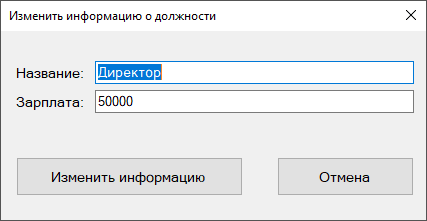 Изменить информацию о должности
Название: Директор
Зарплата: 50000
Изменить информацию Отмена